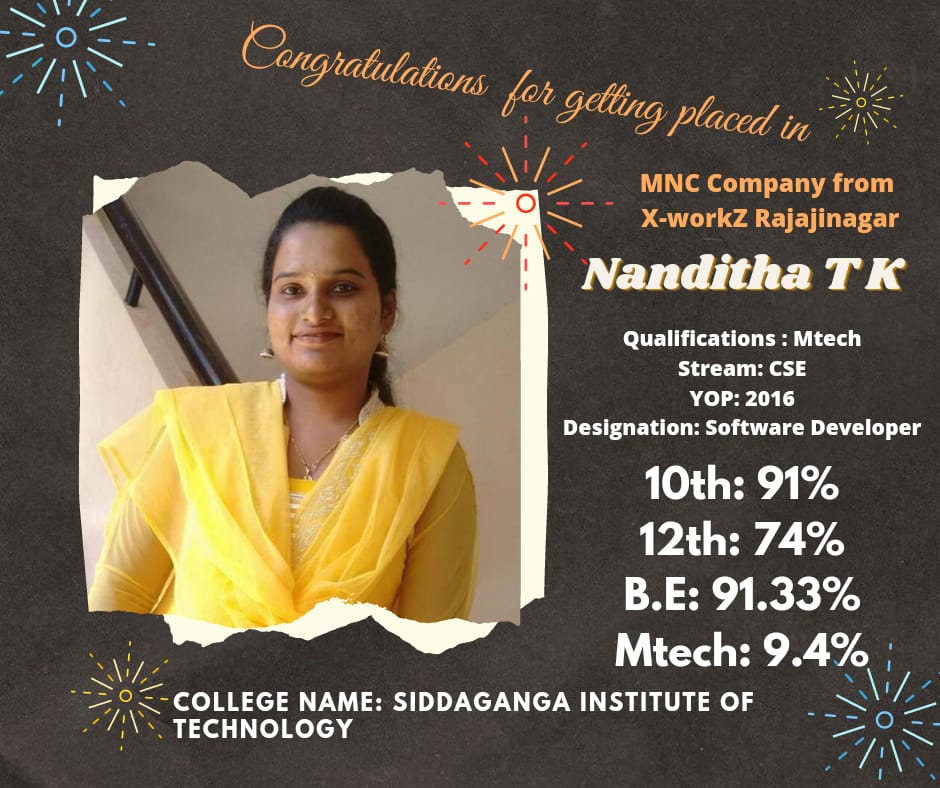 Congratulations for getting placed in
MNC Company from
X-workZ Rajajinagar
Nanditha T K
Qualifications : Mtech
Stream: CSE
YOP: 2016
Designation: Software Developer
10th: 91%
12th: 74%
B.E: 91.33%
Mtech: 9.4%
COLLEGE NAME: SIDDAGANGA INSTITUTE OF
TECHNOLOGY